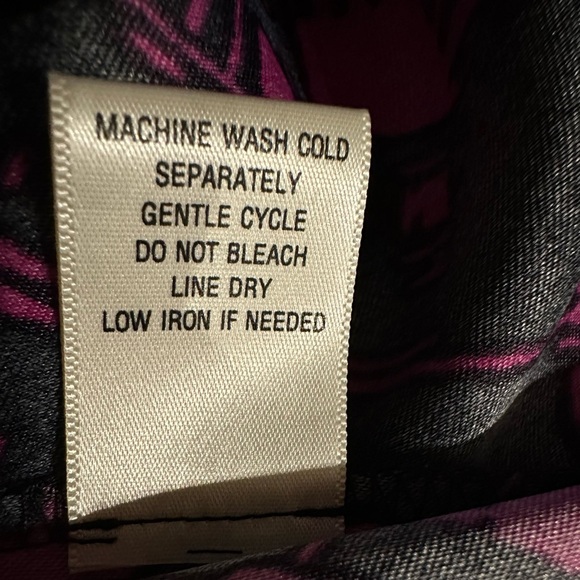 MACHINE WASH COLD
SEPARATELY
GENTLE CYCLE
DO NOT BLEACH
LINE DRY
LOW IRON IF NEEDED